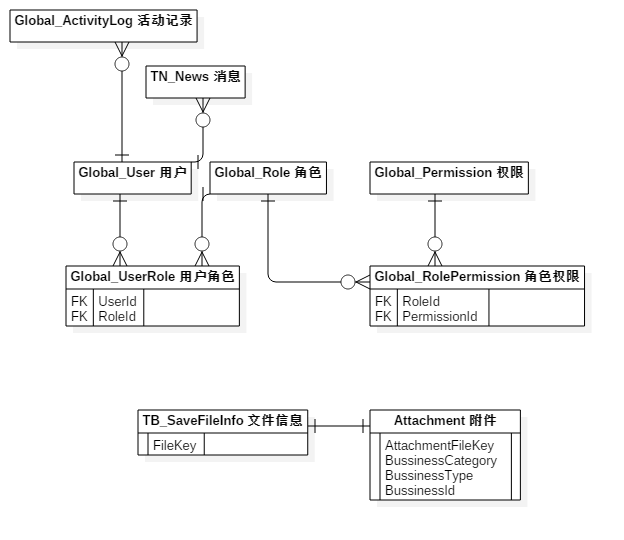 Global_ActivityLog 活动记录
TN_News 消息
Global_User 用户
Global_Role 角色
Global_Permission 权限
Global_UserRole 用户角色
FK UserId
FK RoleId
Global_RolePermission 角色权限
FK RoleId
FK PermissionId
TB_SaveFileInfo 文件信息
FileKey
Attachment 附件
AttachmentFileKey
BussinessCategory
BussinessType
BussinessId